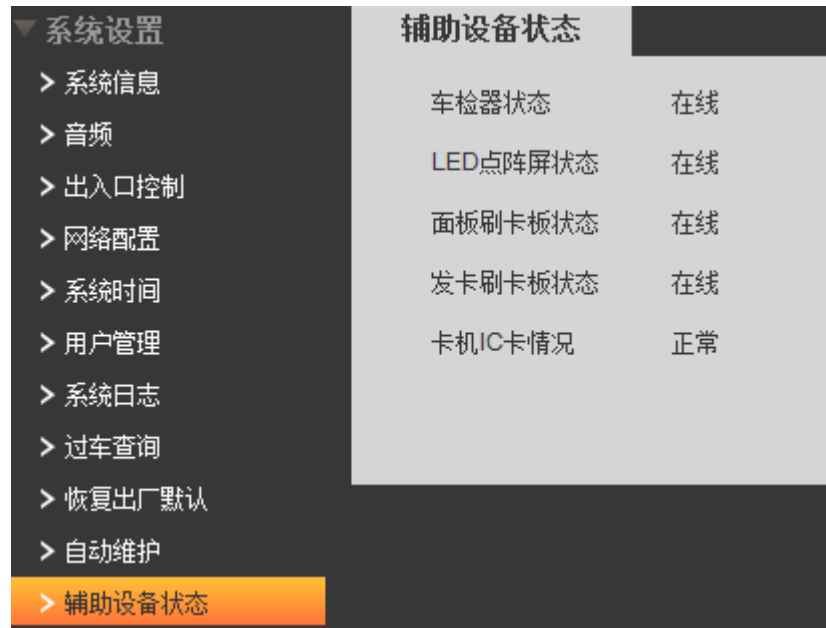 系统设置
系统信息
音频
出入口控制
网络配置
系统时间
用户管理
系统日志
过车查询
恢复出厂默认
自动维护
辅助设备状态
辅助设备状态
车检器状态 在线
LED点阵屏状态 在线
面板刷卡板状态 在线
发卡刷卡板状态 在线
卡机IC卡情况 正常